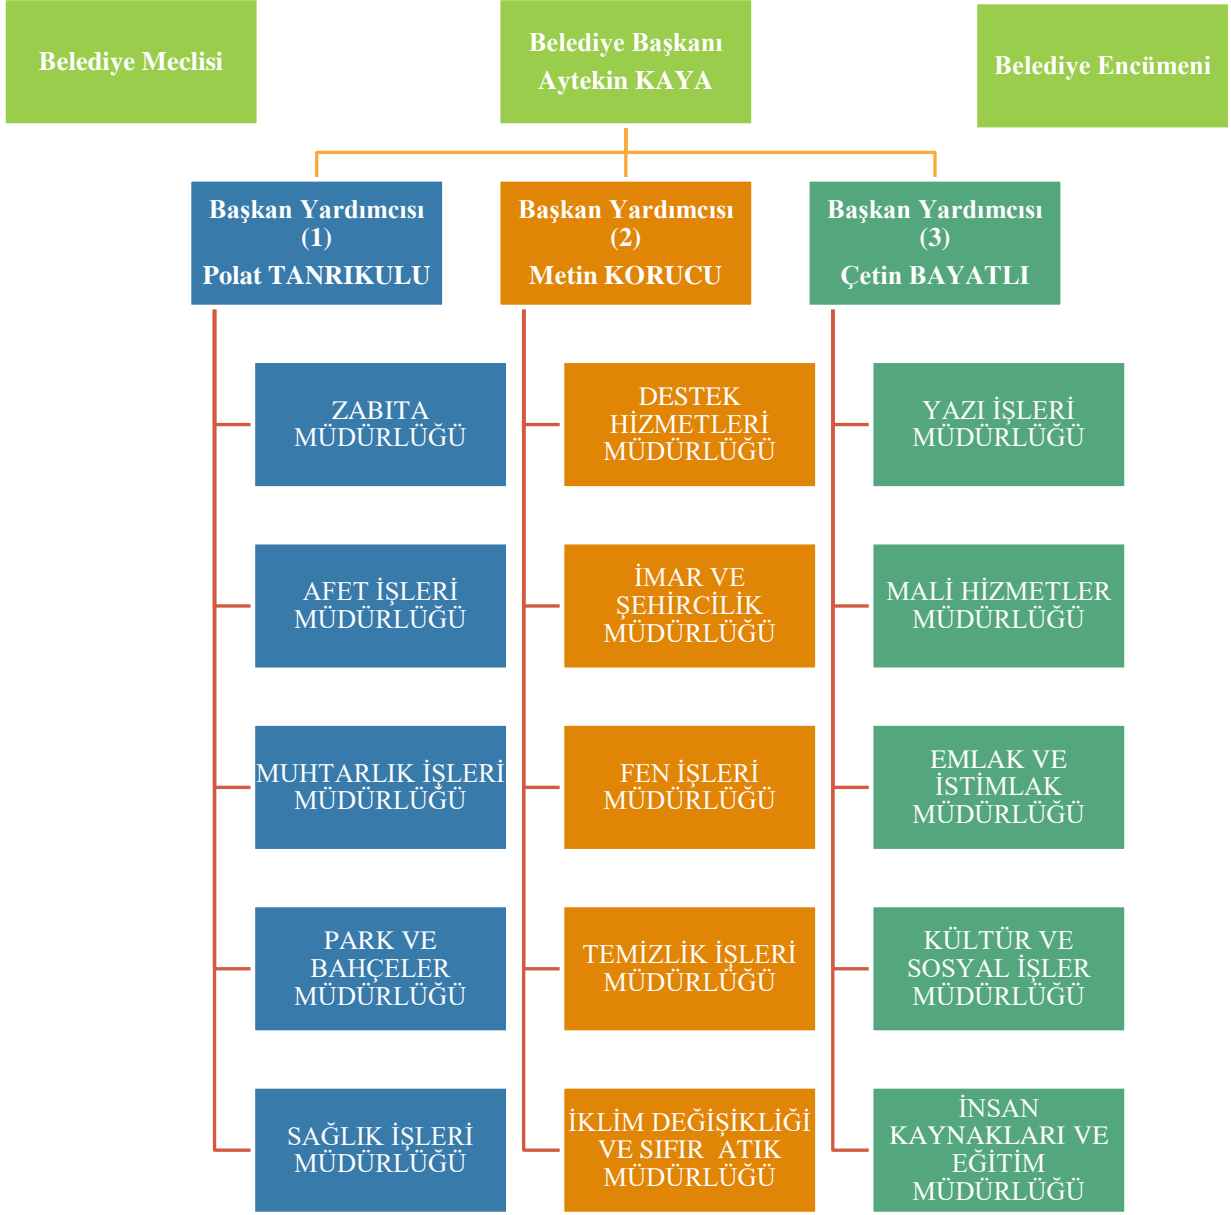 Belediye Meclisi
Belediye Başkanı
Aytekin KAYA
Belediye Encümeni
Başkan Yardımcısı
(1)
Polat TANRIKULU
Başkan Yardımcısı
(2)
Metin KORUCU
Başkan Yardımcısı
(3)
Çetin BAYATLI
ZABITA
MÜDÜRLÜĞÜ
AFET İŞLERİ
MÜDÜRLÜĞÜ
MUHTARLIK İŞLERİ
MÜDÜRLÜĞÜ
PARK VE
BAHÇELER
MÜDÜRLÜĞÜ
SAĞLIK İŞLERİ
MÜDÜRLÜĞÜ
DESTEK
HİZMETLERİ
MÜDÜRLÜĞÜ
İMAR VE
ŞEHİRCİLİK
MÜDÜRLÜĞÜ
FEN İŞLERİ
MÜDÜRLÜĞÜ
TEMİZLİK İŞLERİ
MÜDÜRLÜĞÜ
İKLİM DEĞİŞİKLİĞİ
VE SIFIR ATIK
MÜDÜRLÜĞÜ
YAZI İŞLERİ
MÜDÜRLÜĞÜ
MALİ HİZMETLER
MÜDÜRLÜĞÜ
EMLAK VE
İSTİMLAK
MÜDÜRLÜĞÜ
KÜLTÜR VE
SOSYAL İŞLER
MÜDÜRLÜĞÜ
İNSAN
KAYNAKLARI VE
EĞİTİM
MÜDÜRLÜĞÜ